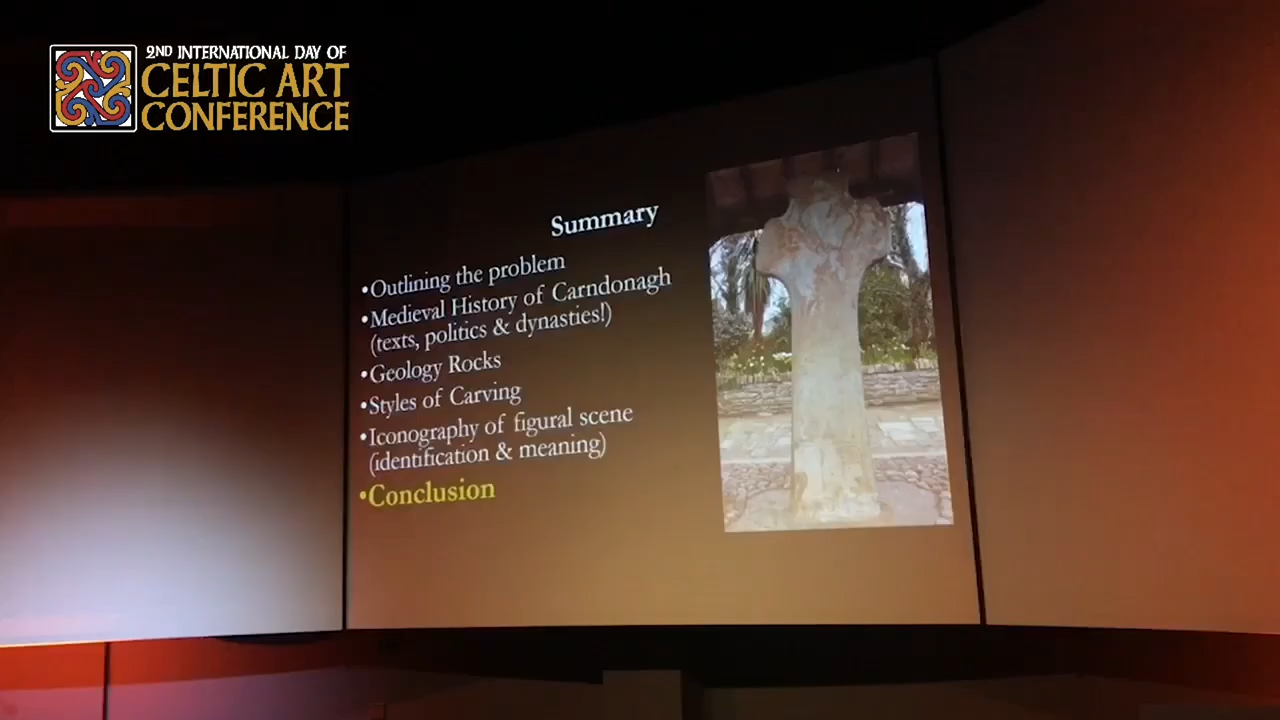 2ND INTERNATIONAL DAY OF
CELTIC ART
CONFERENCE
Summary
•Outlining the problem
•Medieval History of Carndonagh
(texts, politics & dynasties!)
•Geology Rocks
•Styles of Carving
•Iconography of figural scene
(identification & meaning)
•Conclusion